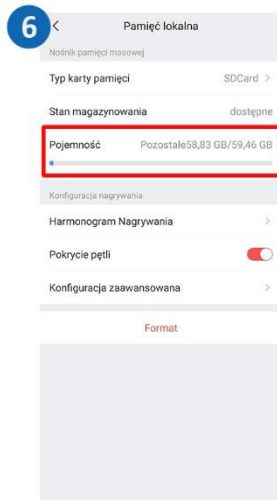 6
Pamięć lokalna
Nośnik pamięci masowej
Typ karty pamięci SDCard >
Stan magazynowania dostępne
Pojemność Pozostałe58,83 GB/59,46 GB
Konfiguracja nagrywania
Harmonogram Nagrywania >
Pokrycie pętli
Konfiguracja zaawansowana >
Format